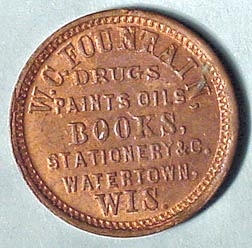 W.C. FOUNTAIN,
DRUGS
PAINTS OILS
BOOKS,
STATIONERY &C.
WATERTOWN,
WIS.